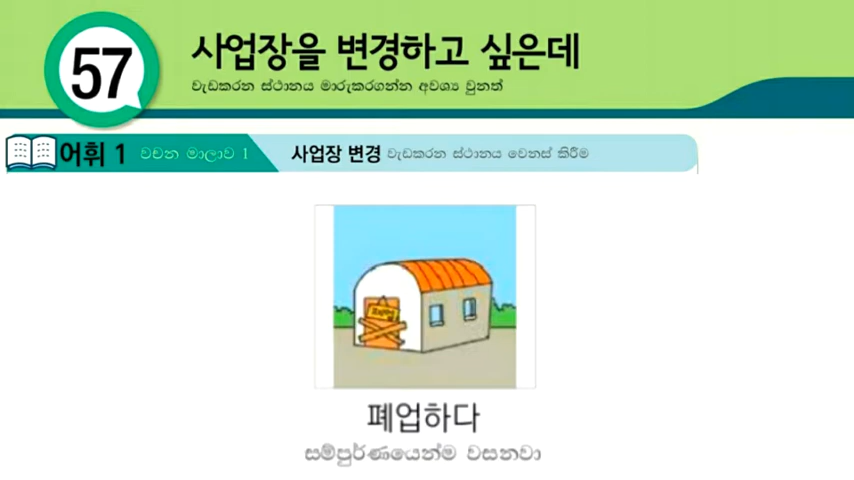 57
사업장을 변경하고 싶은데
වැඩකරන ස්ථානය මාරුකරගන්න අවශ්‍ය වුනත්
어휘 1 වචන මාලාව 1
사업장 변경 වැඩකරන ස්ථානය වෙනස් කිරීම
폐업하다
සම්පුර්ණයෙන්ම වසනවා